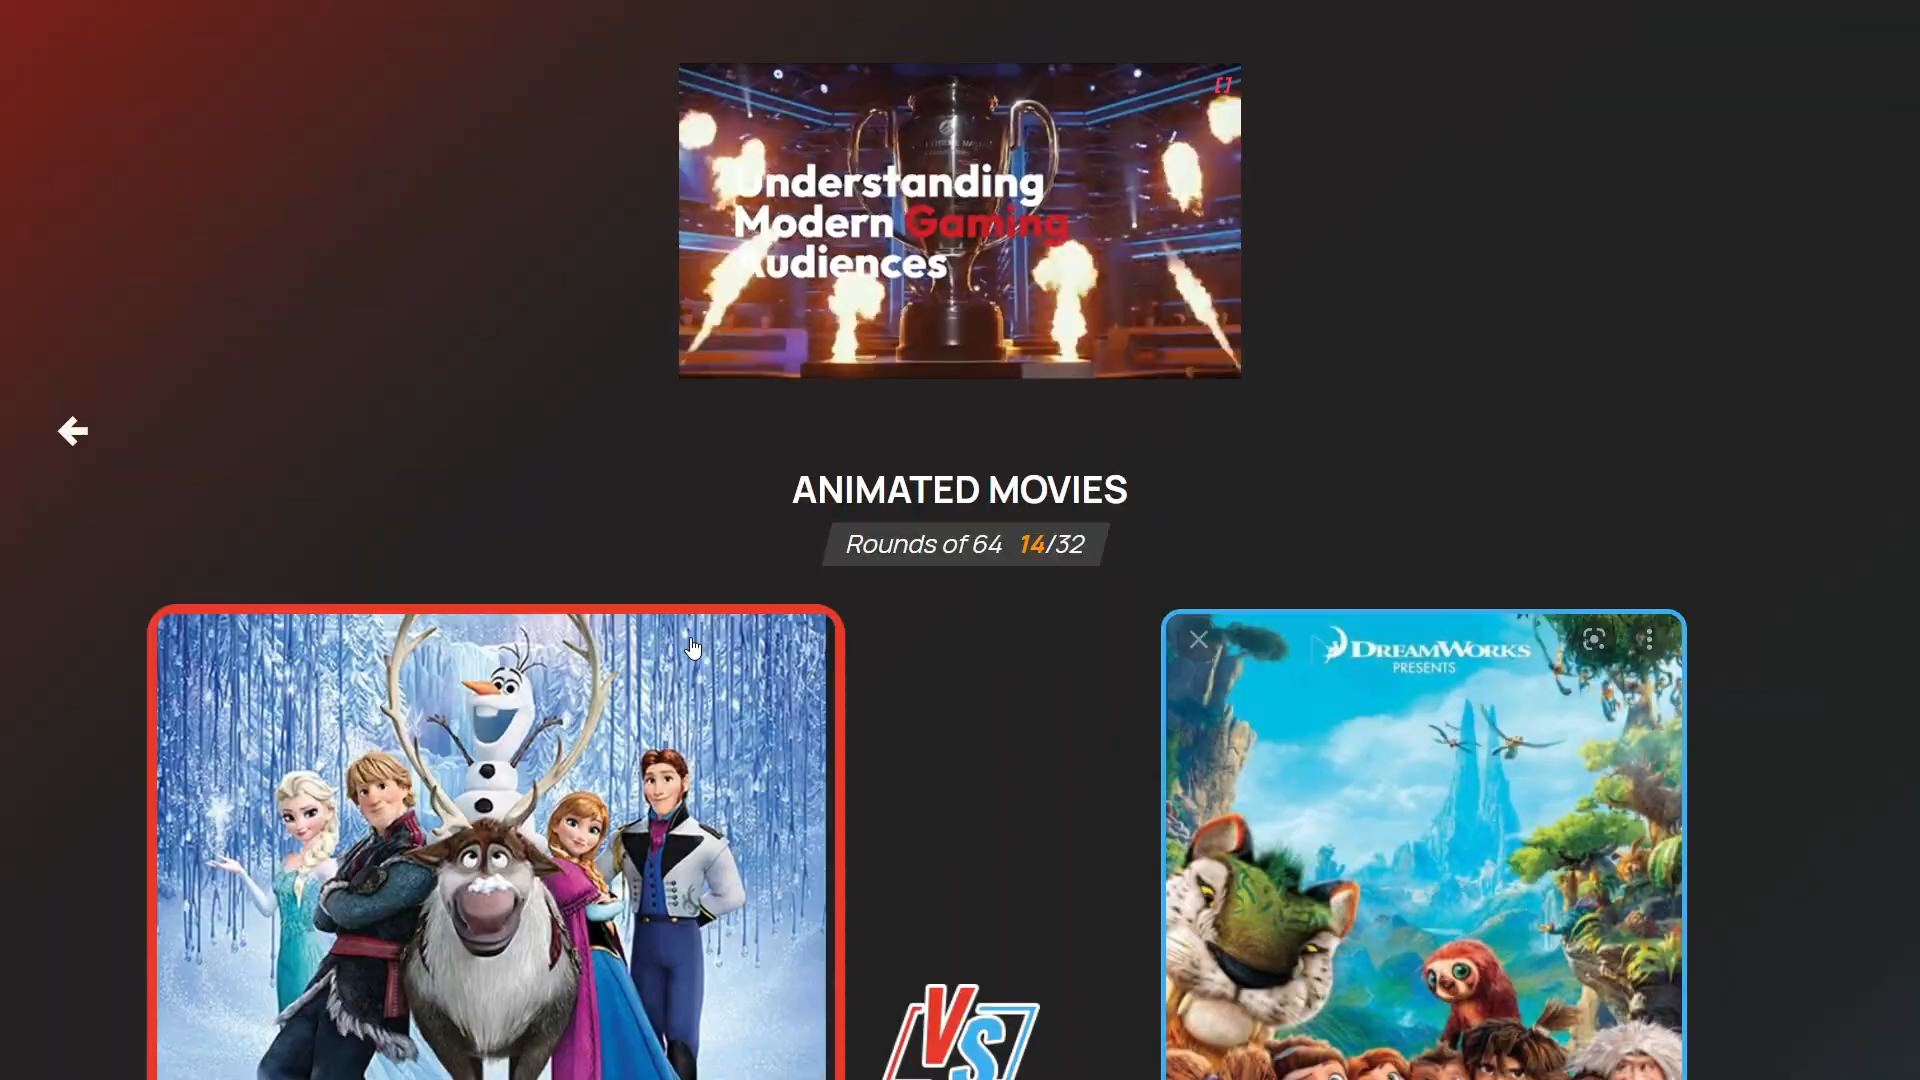 Understanding
Modern Gaming
Audiences
ANIMATED MOVIES
Rounds of 64 14/32
DREAMWORKS
PRESENTS
VS